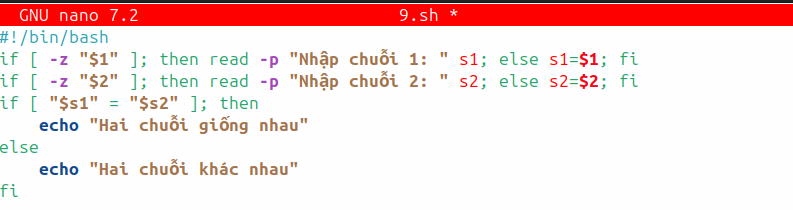 GNU nano 7.2 9.sh *
#!/bin/bash
if [ -z "$1" ]; then read -p "Nhập chuỗi 1: " s1; else s1=$1; fi
if [ -z "$2" ]; then read -p "Nhập chuỗi 2: " s2; else s2=$2; fi
if [ "$s1" = "$s2" ]; then
    echo "Hai chuỗi giống nhau"
else
    echo "Hai chuỗi khác nhau"
fi